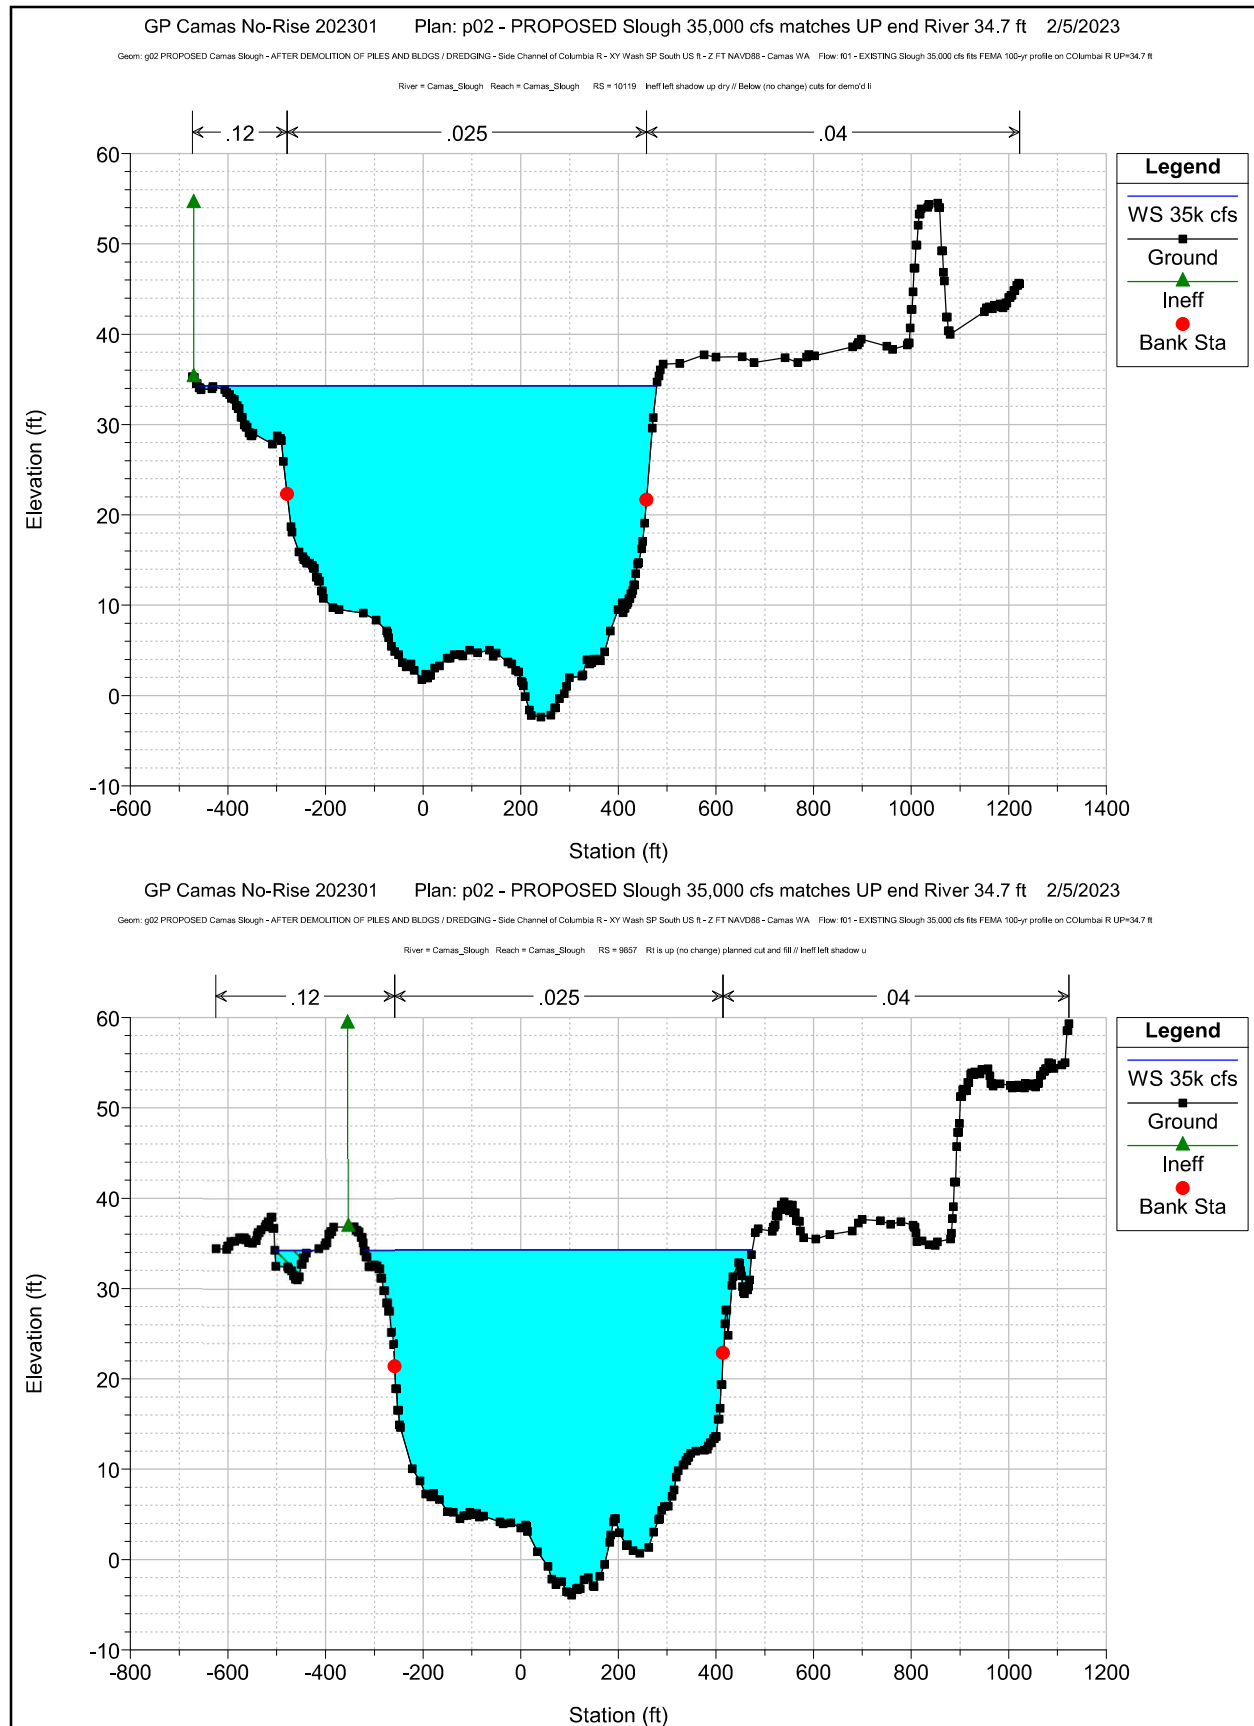 GP Camas No-Rise 202301 Plan: p02 - PROPOSED Slough 35,000 cfs matches UP end River 34.7 ft 2/5/2023
Geom: g02 PROPOSED Camas Slough - AFTER DEMOLITION OF PILES AND BLDGS / DREDGING - Side Channel of Columbia R - XY Wash SP South US ft - Z FT NAVD88 - Camas WA Flow: f01 - EXISTING Slough 35,000 cfs fits FEMA 100-yr profile on COlumbai R UP=34.7 ft
River = Camas_Slough Reach = Camas_Slough RS = 10119 Ineff left shadow up dry // Below (no change) cuts for demo'd li
.12 .025 .04
60
50
40
30
20
10
0
-10
Elevation (ft)
-600 -400 -200 0 200 400 600 800 1000 1200 1400
Station (ft)
Legend
WS 35k cfs
Ground
Ineff
Bank Sta
GP Camas No-Rise 202301 Plan: p02 - PROPOSED Slough 35,000 cfs matches UP end River 34.7 ft 2/5/2023
Geom: g02 PROPOSED Camas Slough - AFTER DEMOLITION OF PILES AND BLDGS / DREDGING - Side Channel of Columbia R - XY Wash SP South US ft - Z FT NAVD88 - Camas WA Flow: f01 - EXISTING Slough 35,000 cfs fits FEMA 100-yr profile on COlumbai R UP=34.7 ft
River = Camas_Slough Reach = Camas_Slough RS = 9857 Rt is up (no change) planned cut and fill // Ineff left shadow u
.12 .025 .04
60
50
40
30
20
10
0
-10
Elevation (ft)
-800 -600 -400 -200 0 200 400 600 800 1000 1200
Station (ft)
Legend
WS 35k cfs
Ground
Ineff
Bank Sta